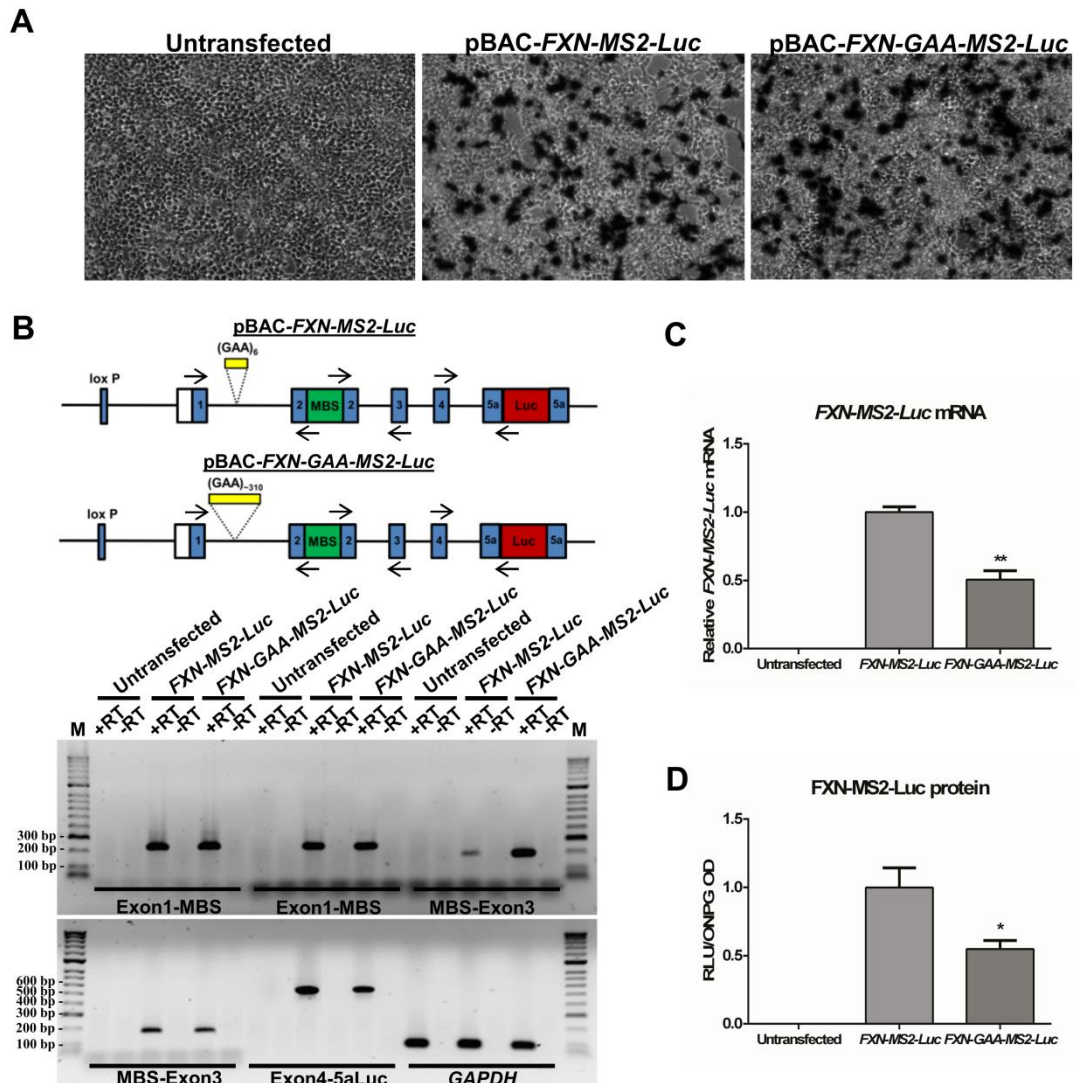 A
Untransfected
pBAC-FXN-MS2-Luc
pBAC-FXN-GAA-MS2-Luc
B
pBAC-FXN-MS2-Luc
(GAA)6
lox P
1
2
MBS
2
3
4
5a
Luc
5a
pBAC-FXN-GAA-MS2-Luc
(GAA)~310
lox P
1
2
MBS
2
3
4
5a
Luc
5a
Untransfected
FXN-MS2-Luc
FXN-GAA-MS2-Luc
Untransfected
FXN-MS2-Luc
FXN-GAA-MS2-Luc
Untransfected
FXN-MS2-Luc
FXN-GAA-MS2-Luc
M +RT -RT +RT -RT +RT -RT +RT -RT +RT -RT +RT -RT +RT -RT +RT -RT +RT -RT M
300 bp -
200 bp -
100 bp -
Exon1-MBS
Exon1-MBS
MBS-Exon3
600 bp -
500 bp -
400 bp -
300 bp -
200 bp -
100 bp -
MBS-Exon3
Exon4-5aLuc
GAPDH
C
FXN-MS2-Luc mRNA
Relative FXN-MS2-Luc mRNA
1.5
1.0
0.5
0.0
**
Untransfected
FXN-MS2-Luc
FXN-GAA-MS2-Luc
D
FXN-MS2-Luc protein
RLU/ONPG OD
1.5
1.0
0.5
0.0
*
Untransfected
FXN-MS2-Luc
FXN-GAA-MS2-Luc